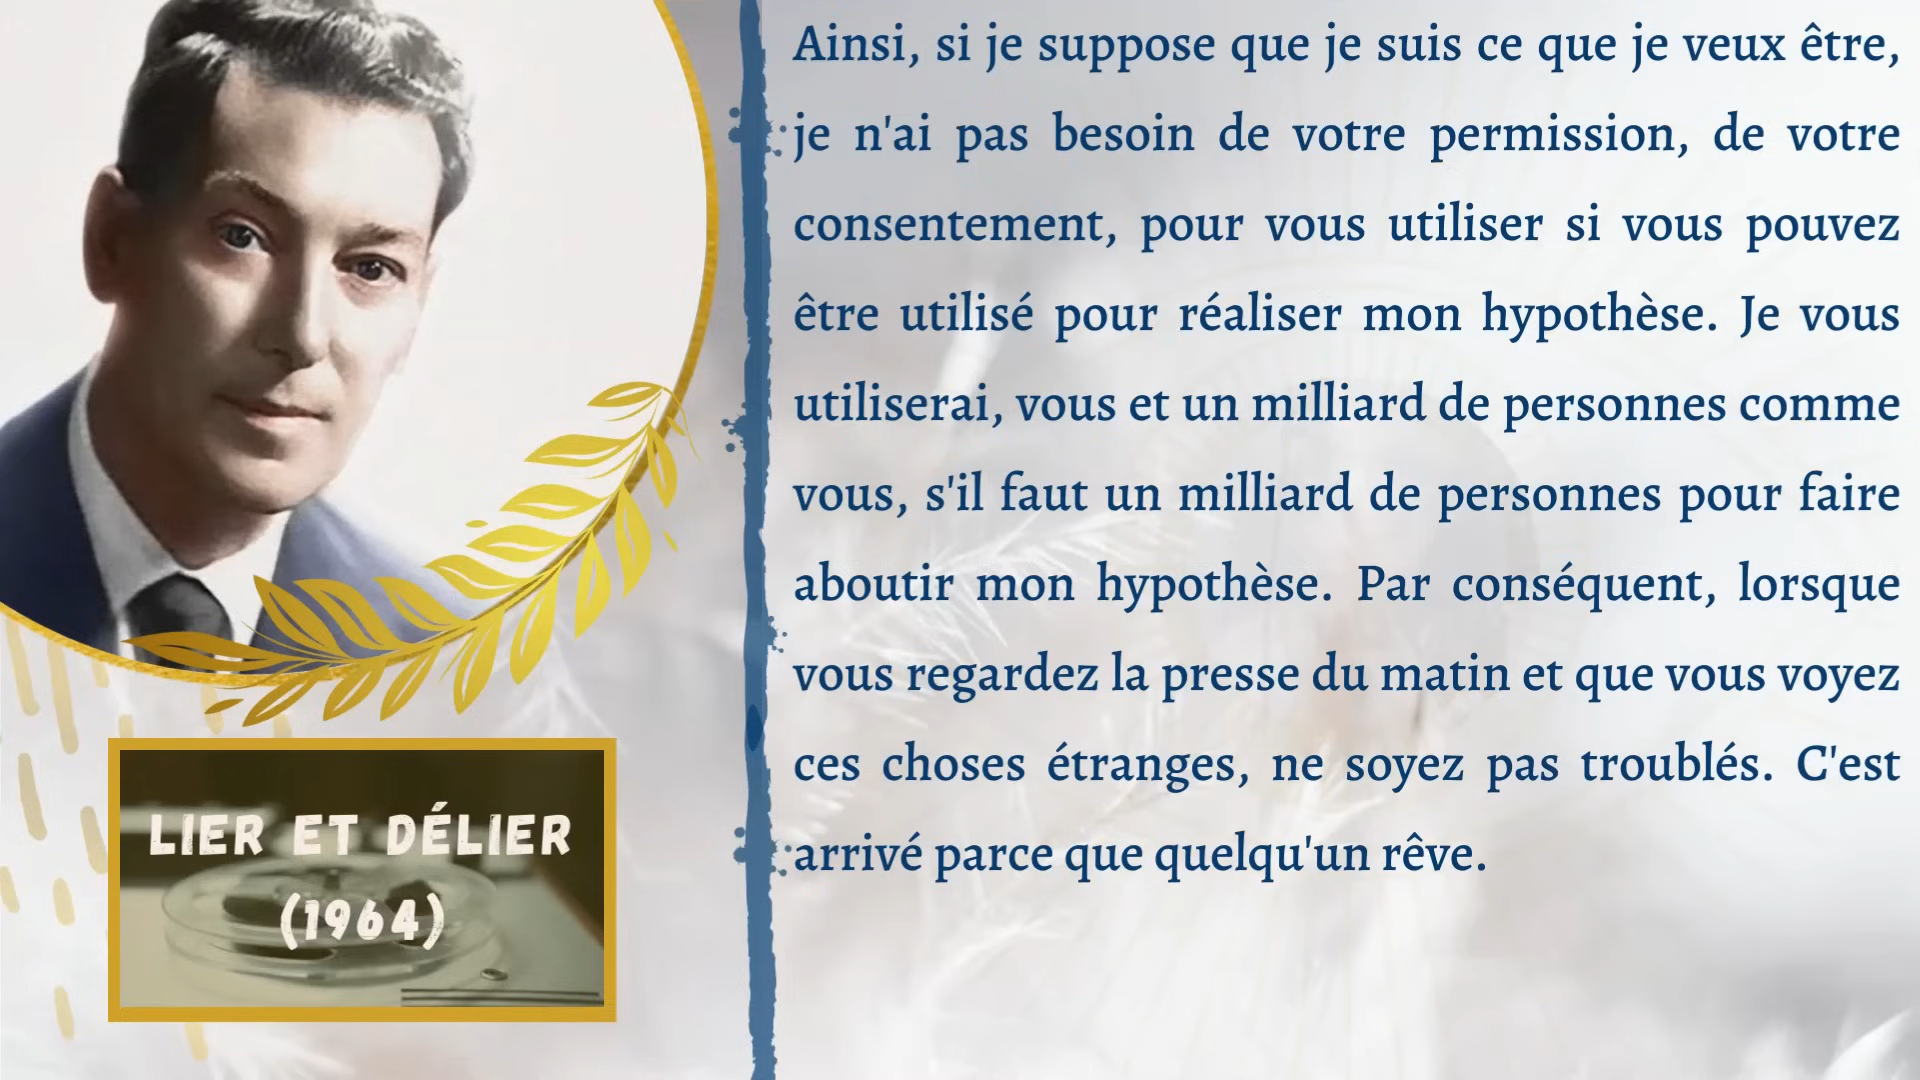 Ainsi, si je suppose que je suis ce que je veux être,
je n'ai pas besoin de votre permission, de votre
consentement, pour vous utiliser si vous pouvez
être utilisé pour réaliser mon hypothèse. Je vous
utiliserai, vous et un milliard de personnes comme
vous, s'il faut un milliard de personnes pour faire
aboutir mon hypothèse. Par conséquent, lorsque
vous regardez la presse du matin et que vous voyez
ces choses étranges, ne soyez pas troublés. C'est
arrivé parce que quelqu'un rêve.
LIER ET DÉLIER
(1964)